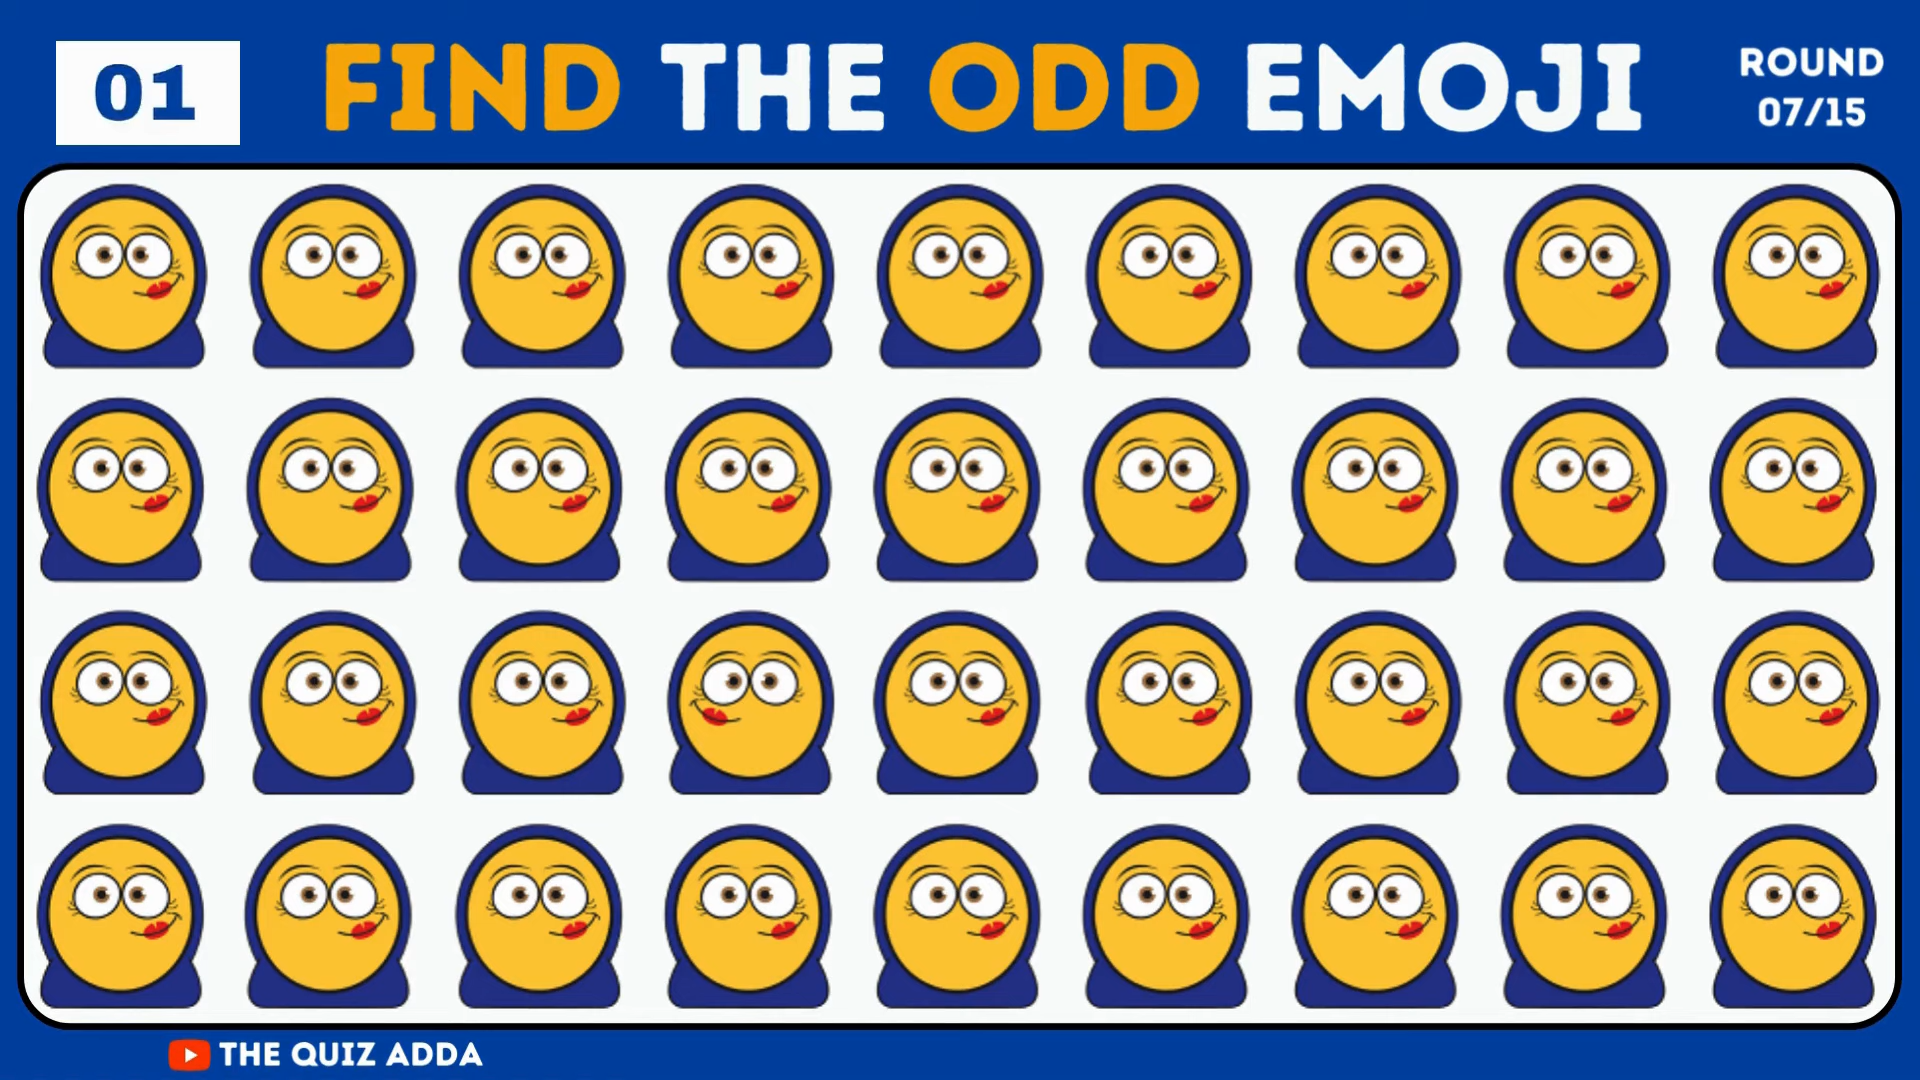 01
FIND THE ODD EMOJI
ROUND
07/15
THE QUIZ ADDA